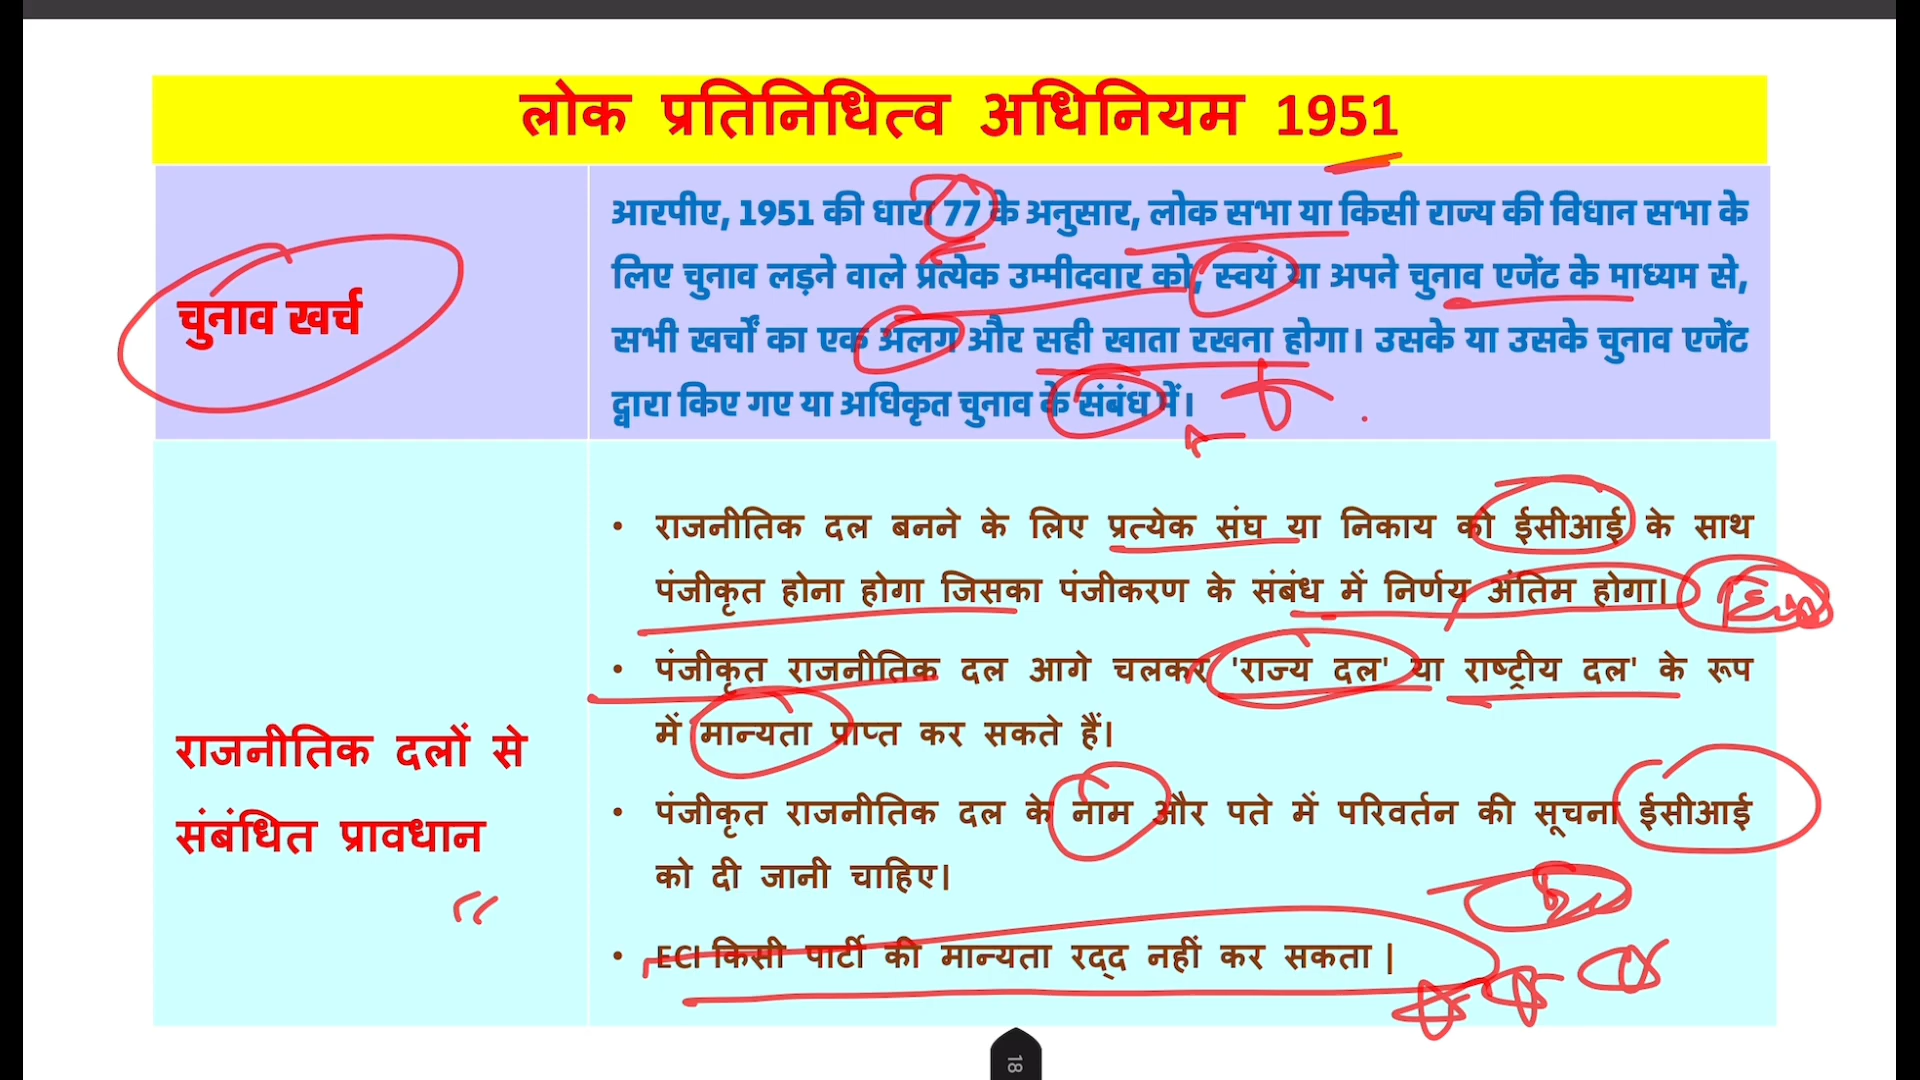 लोक प्रतिनिधित्व अधिनियम 1951
चुनाव खर्च
आरपीए, 1951 की धारा 77 के अनुसार, लोक सभा या किसी राज्य की विधान सभा के
लिए चुनाव लड़ने वाले प्रत्येक उम्मीदवार को, स्वयं या अपने चुनाव एजेंट के माध्यम से,
सभी खर्चों का एक अलग और सही खाता रखना होगा। उसके या उसके चुनाव एजेंट
द्वारा किए गए या अधिकृत चुनाव के संबंध में।
राजनीतिक दलों से
संबंधित प्रावधान
• राजनीतिक दल बनने के लिए प्रत्येक संघ या निकाय को ईसीआई के साथ
पंजीकृत होना होगा जिसका पंजीकरण के संबंध में निर्णय अंतिम होगा।
• पंजीकृत राजनीतिक दल आगे चलकर 'राज्य दल' या राष्ट्रीय दल' के रूप
में मान्यता प्राप्त कर सकते हैं।
• पंजीकृत राजनीतिक दल के नाम और पते में परिवर्तन की सूचना ईसीआई
को दी जानी चाहिए।
• ECI किसी पार्टी की मान्यता रद्द नहीं कर सकता |
18